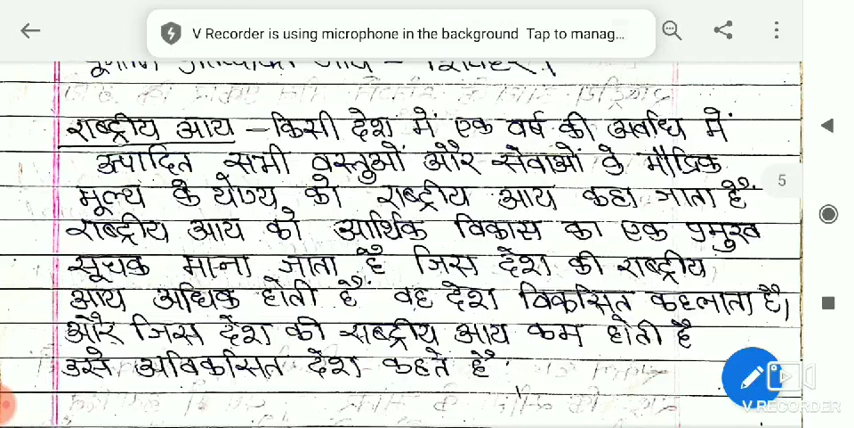 V Recorder is using microphone in the background Tap to manag...
राष्ट्रीय आय – किसी देश में एक वर्ष की अवधि में
उत्पादित सभी वस्तुओं और सेवाओं के मौद्रिक
मूल्य के योग्य को राष्ट्रीय आय कहा जाता है।
राष्ट्रीय आय को आर्थिक विकास का एक प्रमुख
सूचक माना जाता है जिस देश की राष्ट्रीय
आय अधिक होती है वह देश विकसित कहलाता है।
और जिस देश की राष्ट्रीय आय कम होती है
उसे अविकसित देश कहते है
5
V RECORDER